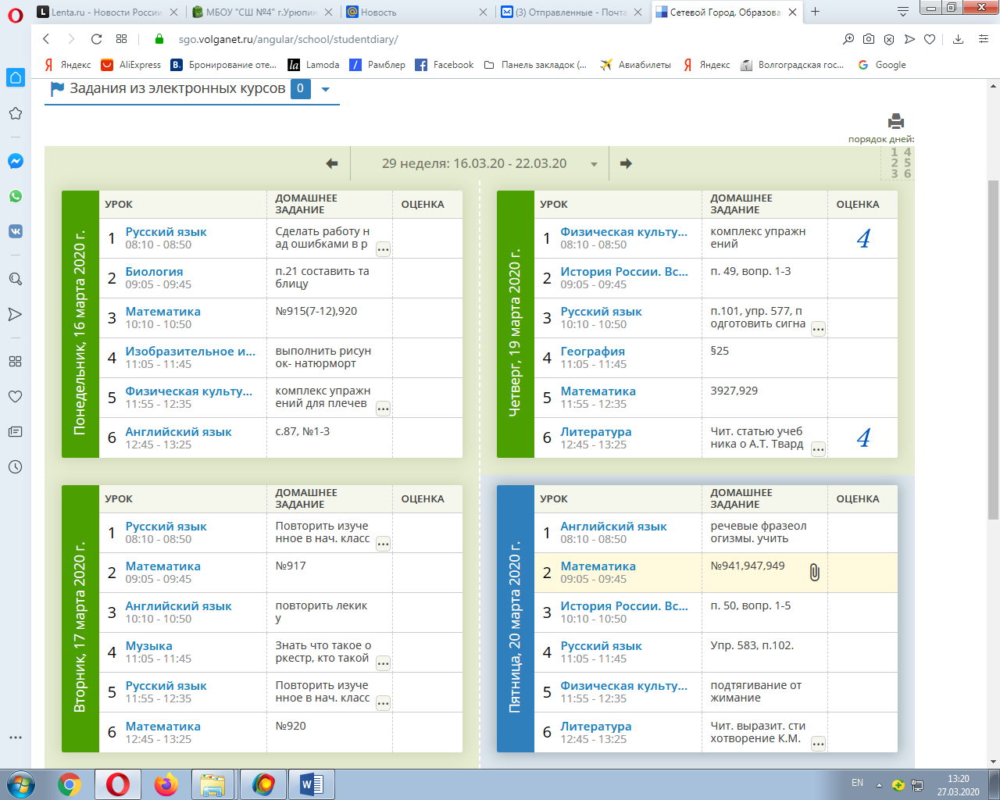 Lenta.ru - Новости России
МБОУ "СШ №4" г.Урюпин
Новость
(3) Отправленные - Почта
Сетевой Город. Образова
sgo.volganet.ru/angular/school/studentdiary/
Яндекс
AliExpress
Бронирование оте...
Lamoda
Рамблер
Facebook
Панель закладок (...
Авиабилеты
Яндекс
Волгоградская гос...
Google
Задания из электронных курсов 0
порядок дней:
1 4
2 5
3 6
29 неделя: 16.03.20 - 22.03.20
Понедельник, 16 марта 2020 г.
УРОК
ДОМАШНЕЕ
ЗАДАНИЕ
ОЦЕНКА
1 Русский язык
08:10 - 08:50
Сделать работу н
ад ошибками в р
...
2 Биология
09:05 - 09:45
п.21 составить та
блицу
3 Математика
10:10 - 10:50
№915(7-12),920
4 Изобразительное и...
11:05 - 11:45
выполнить рисун
ок- натюрморт
5 Физическая культу...
11:55 - 12:35
комплекс упражн
ений для плечев
...
6 Английский язык
12:45 - 13:25
с.87, №1-3
Четверг, 19 марта 2020 г.
УРОК
ДОМАШНЕЕ
ЗАДАНИЕ
ОЦЕНКА
1 Физическая культу...
08:10 - 08:50
комплекс упражн
ений
4
2 История России. Вс...
09:05 - 09:45
п. 49, вопр. 1-3
3 Русский язык
10:10 - 10:50
п.101, упр. 577, п
одготовить сигна
...
4 География
11:05 - 11:45
§25
5 Математика
11:55 - 12:35
3927,929
6 Литература
12:45 - 13:25
Чит. статью учеб
ника о А.Т. Твард
...
4
Вторник, 17 марта 2020 г.
УРОК
ДОМАШНЕЕ
ЗАДАНИЕ
ОЦЕНКА
1 Русский язык
08:10 - 08:50
Повторить изуче
нное в нач. класс
...
2 Математика
09:05 - 09:45
№917
3 Английский язык
10:10 - 10:50
повторить лекик
у
4 Музыка
11:05 - 11:45
Знать что такое о
ркестр, кто такой
...
5 Русский язык
11:55 - 12:35
Повторить изуче
нное в нач. класс
...
6 Математика
12:45 - 13:25
№920
Пятница, 20 марта 2020 г.
УРОК
ДОМАШНЕЕ
ЗАДАНИЕ
ОЦЕНКА
1 Английский язык
08:10 - 08:50
речевые фразеол
огизмы. учить
2 Математика
09:05 - 09:45
№941,947,949
3 История России. Вс...
10:10 - 10:50
п. 50, вопр. 1-5
4 Русский язык
11:05 - 11:45
Упр. 583, п.102.
5 Физическая культу...
11:55 - 12:35
подтягивание от
жимание
6 Литература
12:45 - 13:25
Чит. выразит. сти
хотворение К.М.
...
EN
13:20
27.03.2020